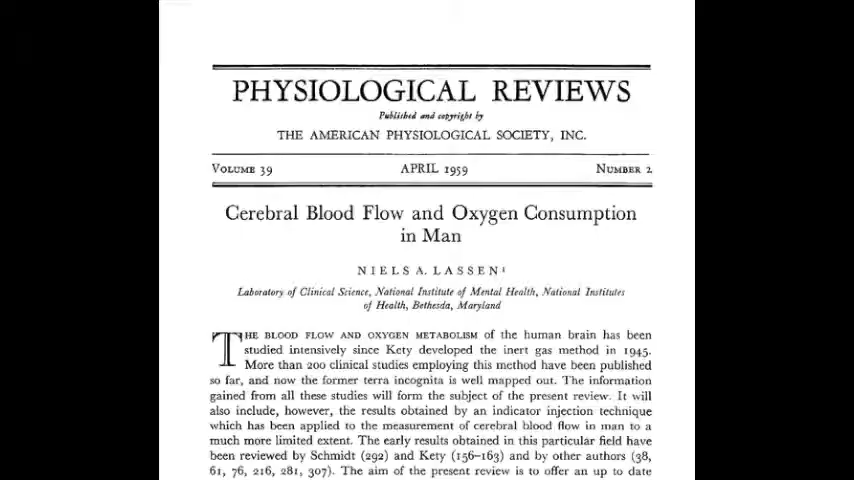 PHYSIOLOGICAL REVIEWS
Published and copyright by
THE AMERICAN PHYSIOLOGICAL SOCIETY, INC.
VOLUME 39 APRIL 1959 NUMBER 2
Cerebral Blood Flow and Oxygen Consumption
in Man
NIELS A. LASSEN¹
Laboratory of Clinical Science, National Institute of Mental Health, National Institutes
of Health, Bethesda, Maryland
THE BLOOD FLOW AND OXYGEN METABOLISM of the human brain has been
studied intensively since Kety developed the inert gas method in 1945.
More than 200 clinical studies employing this method have been published
so far, and now the former terra incognita is well mapped out. The information
gained from all these studies will form the subject of the present review. It will
also include, however, the results obtained by an indicator injection technique
which has been applied to the measurement of cerebral blood flow in man to a
much more limited extent. The early results obtained in this particular field have
been reviewed by Schmidt (292) and Kety (156–163) and by other authors (38,
61, 76, 216, 281, 307). The aim of the present review is to offer an up to date